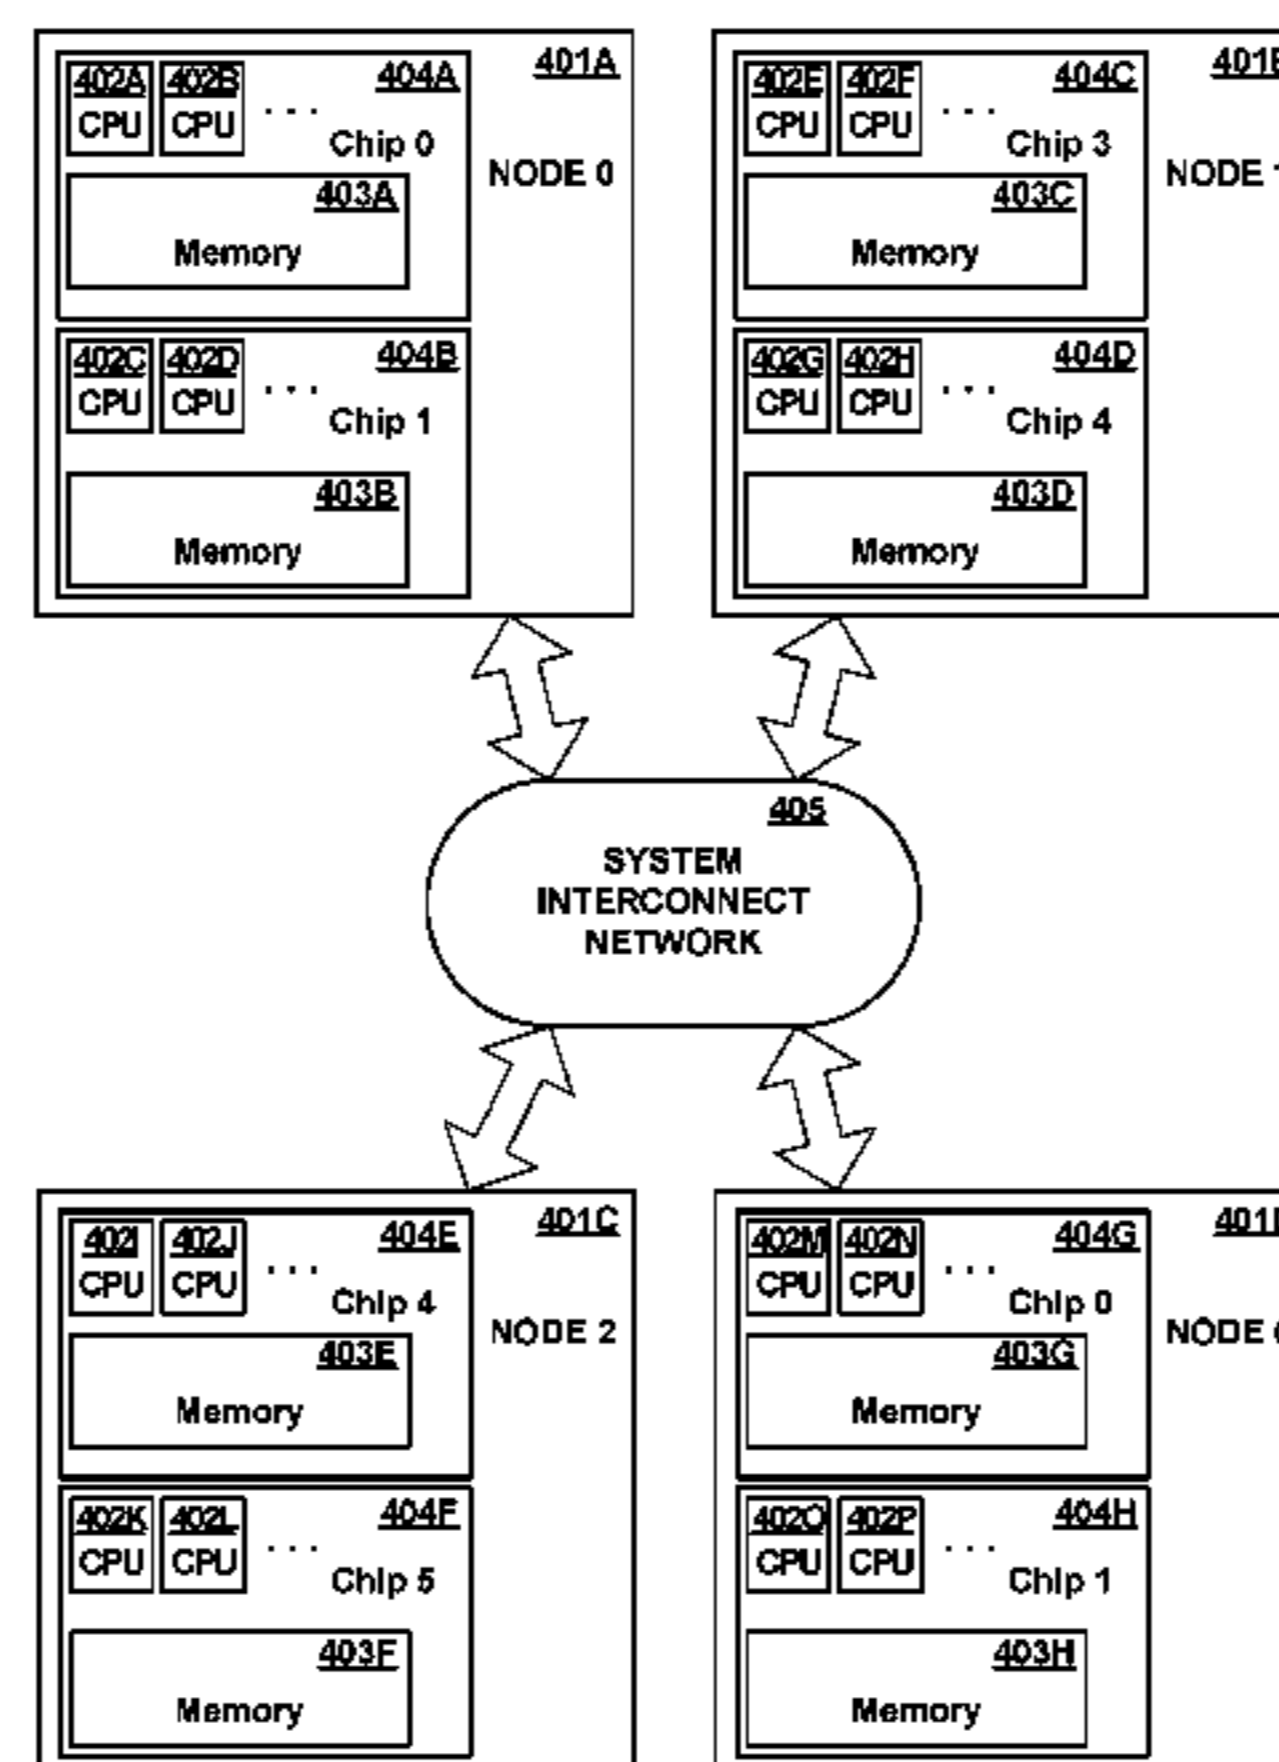 402A 402B 404A 401A
CPU CPU . . . Chip 0
NODE 0
403A
Memory
402C 402D 404B
CPU CPU . . . Chip 1
403B
Memory
402E 402F 404C
CPU CPU . . . Chip 3
NODE
403C
Memory
402G 402H 404D
CPU CPU . . . Chip 4
403D
Memory
405
SYSTEM
INTERCONNECT
NETWORK
402I 402J 404E 401C
CPU CPU . . . Chip 4
NODE 2
403E
Memory
402K 402L 404F
CPU CPU . . . Chip 5
403F
Memory
402M 402N 404G
CPU CPU . . . Chip 0
NODE
403G
Memory
402O 402P 404H
CPU CPU . . . Chip 1
403H
Memory